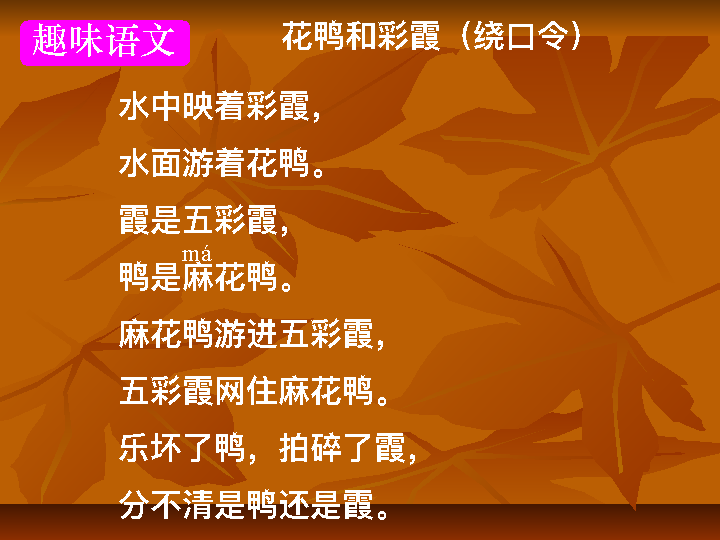 趣味语文
花鸭和彩霞（绕口令）
水中映着彩霞，
水面游着花鸭。
霞是五彩霞，
má
鸭是麻花鸭。
麻花鸭游进五彩霞，
五彩霞网住麻花鸭。
乐坏了鸭，拍碎了霞，
分不清是鸭还是霞。